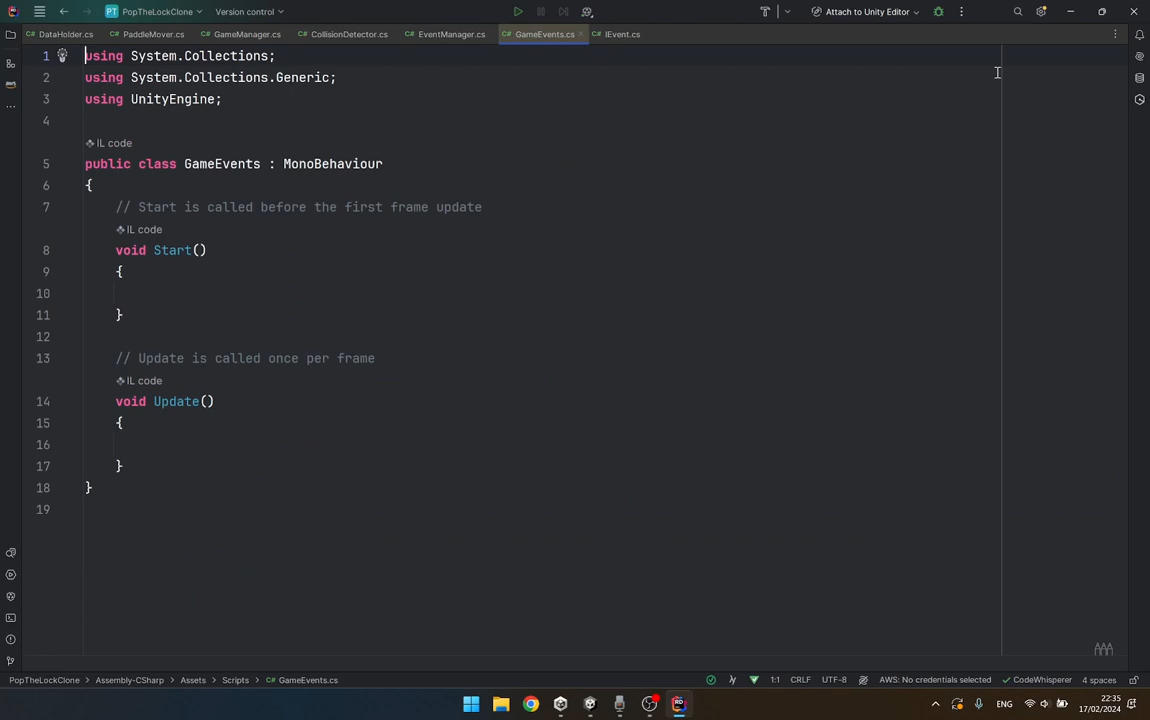 PT PopTheLockClone Version control Attach to Unity Editor
C# DataHolder.cs C# PaddleMover.cs C# GameManager.cs C# CollisionDetector.cs C# EventManager.cs C# GameEvents.cs C# IEvent.cs
1 using System.Collections;
2 using System.Collections.Generic;
3 using UnityEngine;
4
IL code
5 public class GameEvents : MonoBehaviour
6 {
7 // Start is called before the first frame update
IL code
8 void Start()
9 {
10
11 }
12
13 // Update is called once per frame
IL code
14 void Update()
15 {
16
17 }
18 }
19
PopTheLockClone Assembly-CSharp Assets Scripts C# GameEvents.cs 1:1 CRLF UTF-8 AWS: No credentials selected CodeWhisperer 4 spaces
RD ENG 22:35
17/02/2024